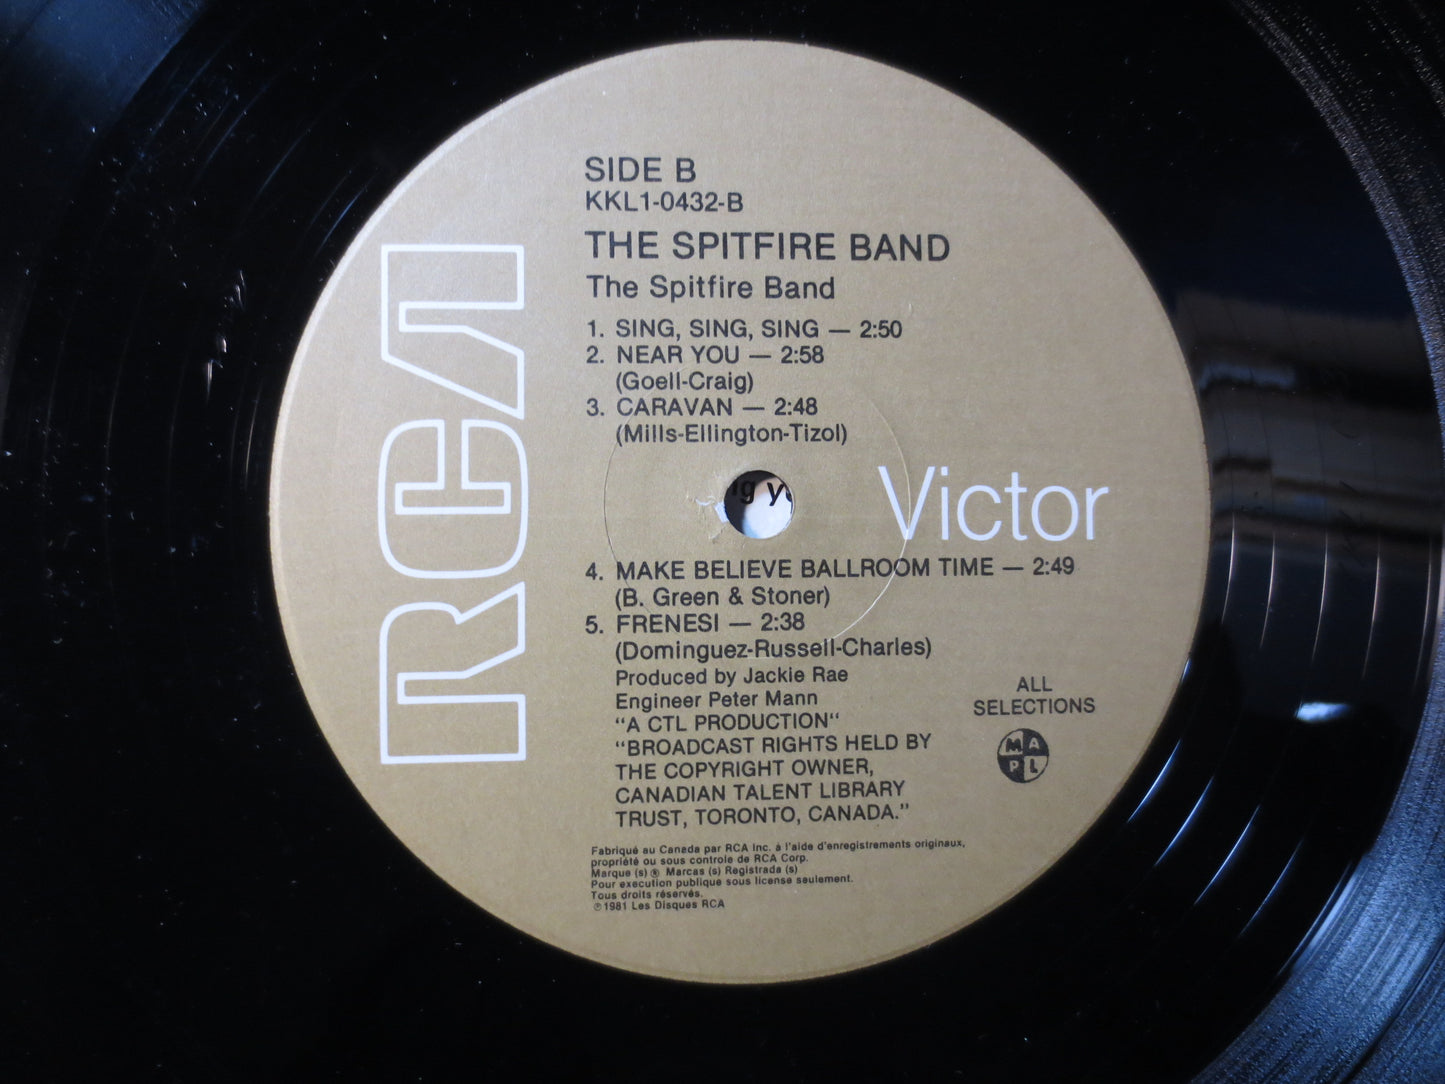 SIDE B
KKL1-0432-B
THE SPITFIRE BAND
The Spitfire Band
1. SING, SING, SING — 2:50
2. NEAR YOU — 2:58
(Goell-Craig)
3. CARAVAN — 2:48
(Mills-Ellington-Tizol)
RCA
Victor
ig y
4. MAKE BELIEVE BALLROOM TIME — 2:49
(B. Green & Stoner)
5. FRENESI — 2:38
(Dominguez-Russell-Charles)
Produced by Jackie Rae
Engineer Peter Mann
"A CTL PRODUCTION"
"BROADCAST RIGHTS HELD BY
THE COPYRIGHT OWNER,
CANADIAN TALENT LIBRARY
TRUST, TORONTO, CANADA."
ALL
SELECTIONS
M A
P L
Fabriqué au Canada par RCA Inc. à l'aide d'enregistrements originaux,
propriété ou sous controle de RCA Corp.
Marque (s) ® Marcas (s) Registrada (s)
Pour execution publique sous license seulement.
Tous droits réservés.
℗ 1981 Les Disques RCA